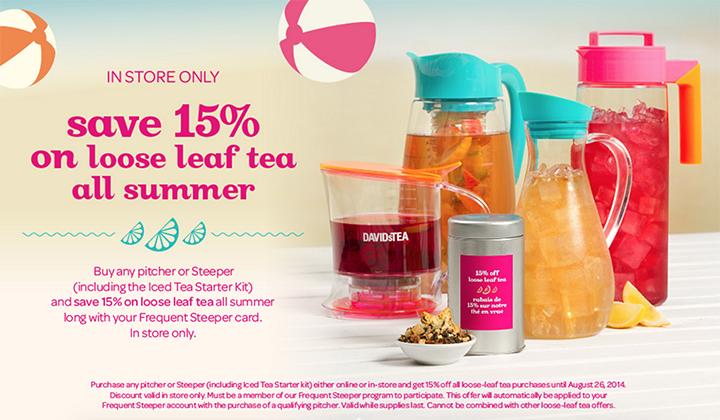 IN STORE ONLY
save 15%
on loose leaf tea
all summer
Buy any pitcher or Steeper
(including the Iced Tea Starter Kit)
and save 15% on loose leaf tea all summer
long with your Frequent Steeper card.
In store only.
DAVIDsTEA
15% off
loose leaf tea
rabais de
15% sur notre
thé en vrac
Purchase any pitcher or Steeper (including Iced Tea Starter kit) either online or in-store and get 15% off all loose-leaf tea purchases until August 26, 2014.
Discount valid in store only. Must be a member of our Frequent Steeper program to participate. This offer will automatically be applied to your
Frequent Steeper account with the purchase of a qualifying pitcher. Valid while supplies last. Cannot be combined with other loose-leaf tea offers.